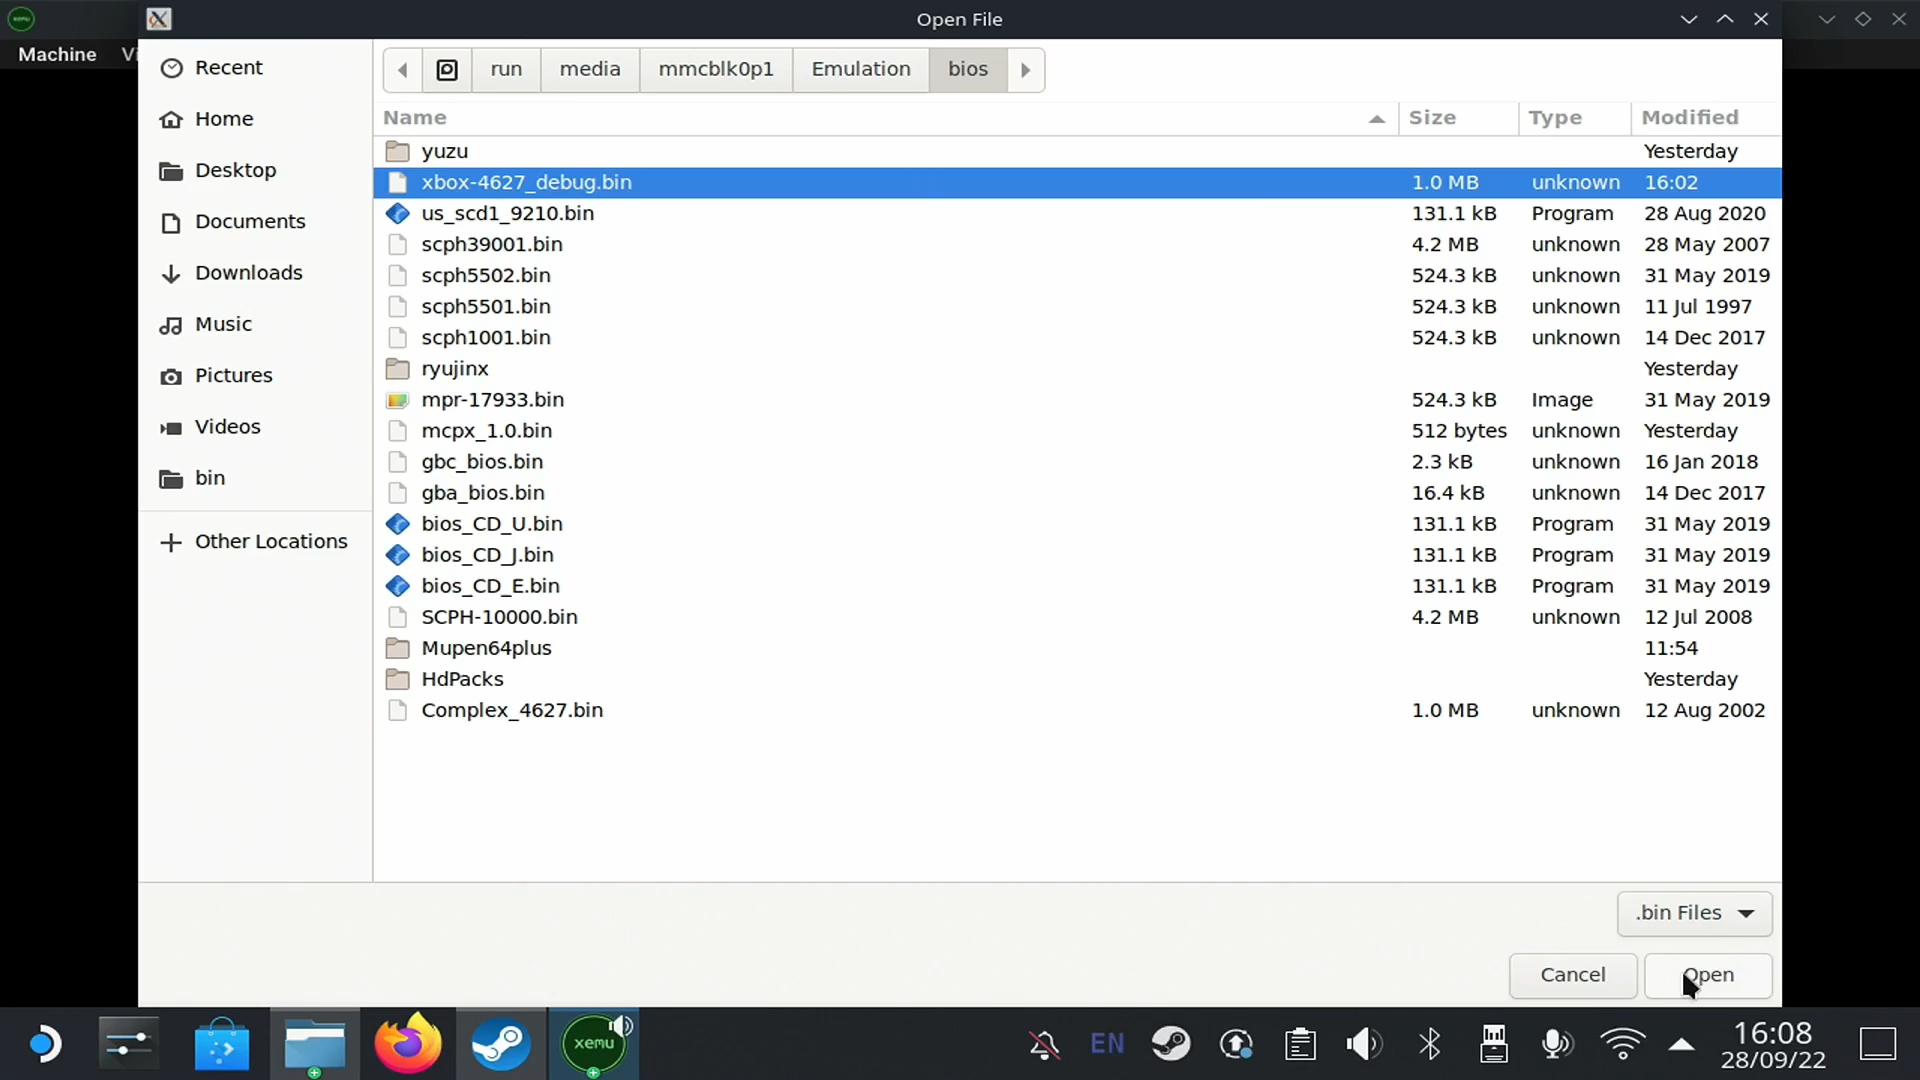 xemu
Open File
Machine
Vi
Recent
Home
Desktop
Documents
Downloads
Music
Pictures
Videos
bin
Other Locations
run media mmcblk0p1 Emulation bios
Name Size Type Modified
yuzu Yesterday
xbox-4627_debug.bin 1.0 MB unknown 16:02
us_scd1_9210.bin 131.1 kB Program 28 Aug 2020
scph39001.bin 4.2 MB unknown 28 May 2007
scph5502.bin 524.3 kB unknown 31 May 2019
scph5501.bin 524.3 kB unknown 11 Jul 1997
scph1001.bin 524.3 kB unknown 14 Dec 2017
ryujinx Yesterday
mpr-17933.bin 524.3 kB Image 31 May 2019
mcpx_1.0.bin 512 bytes unknown Yesterday
gbc_bios.bin 2.3 kB unknown 16 Jan 2018
gba_bios.bin 16.4 kB unknown 14 Dec 2017
bios_CD_U.bin 131.1 kB Program 31 May 2019
bios_CD_J.bin 131.1 kB Program 31 May 2019
bios_CD_E.bin 131.1 kB Program 31 May 2019
SCPH-10000.bin 4.2 MB unknown 12 Jul 2008
Mupen64plus 11:54
HdPacks Yesterday
Complex_4627.bin 1.0 MB unknown 12 Aug 2002
.bin Files
Cancel Open
xemu
EN
16:08
28/09/22